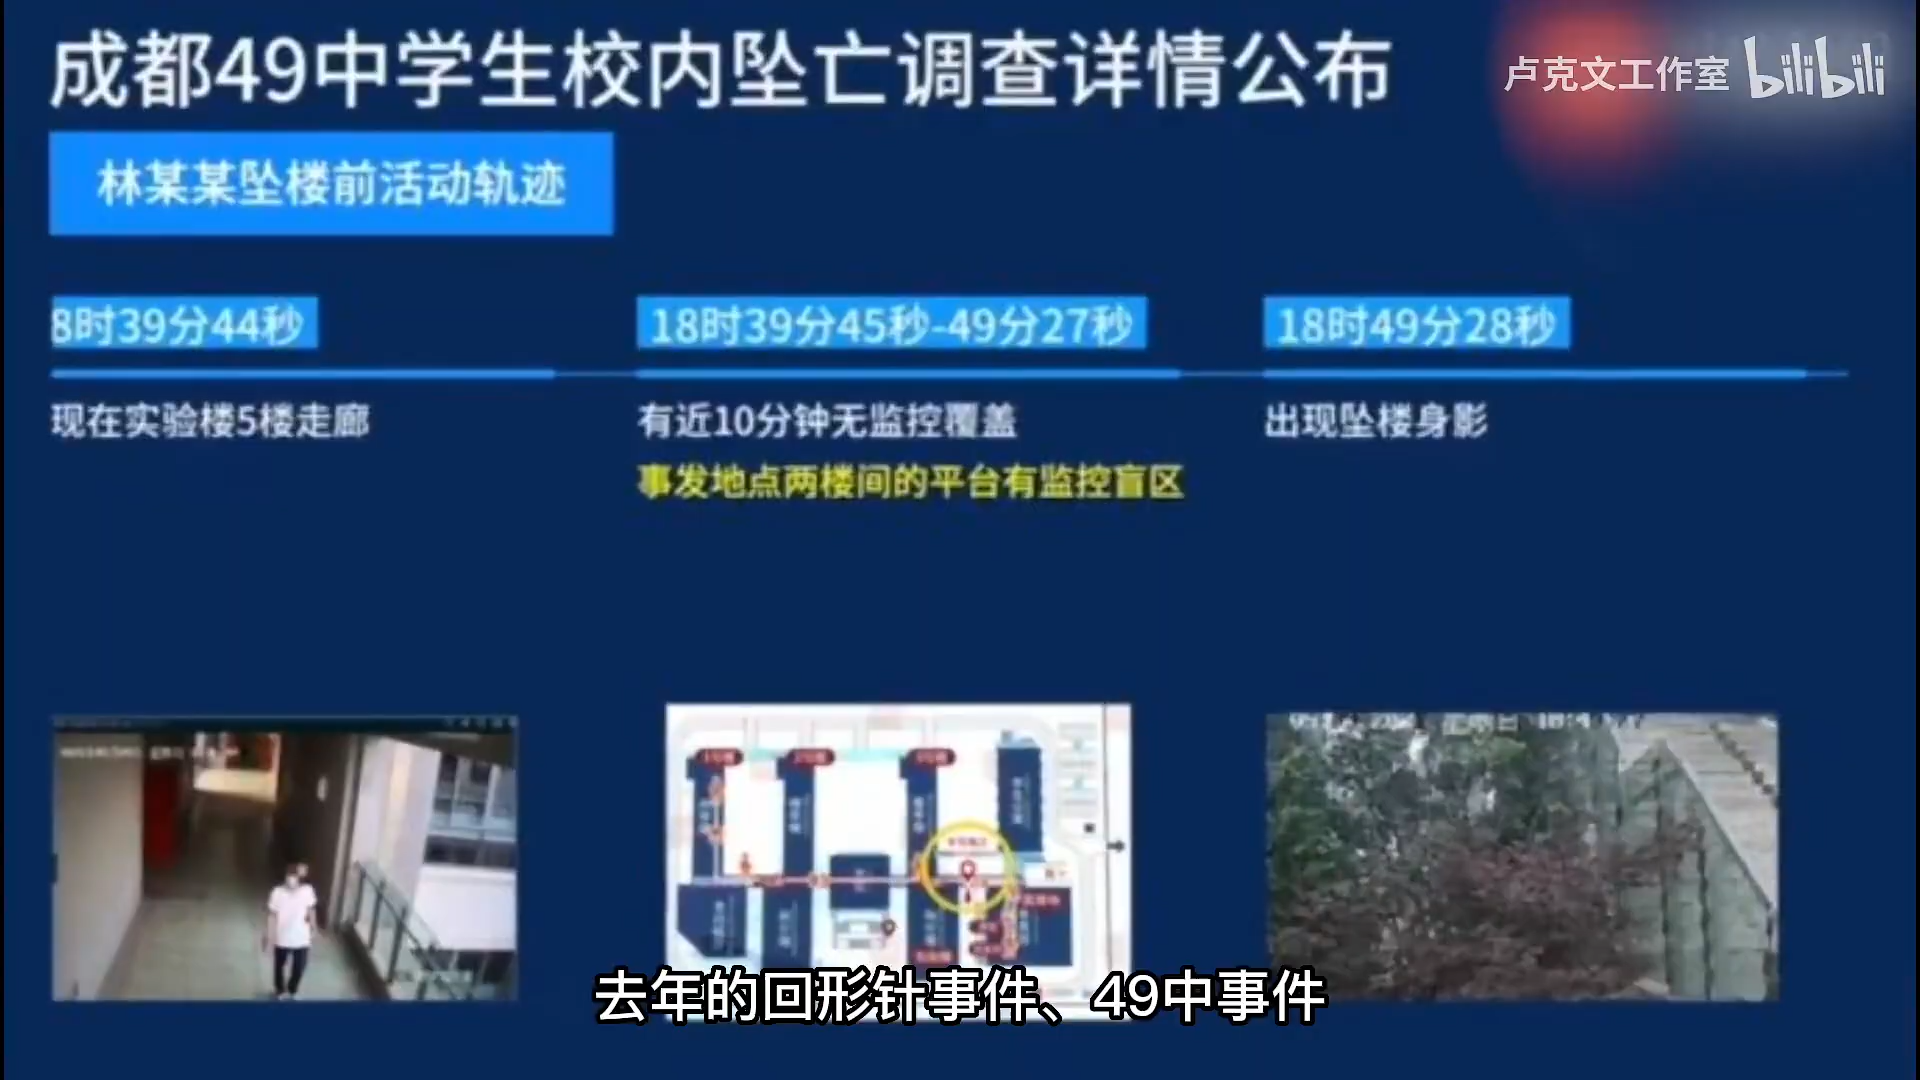 成都49中学生校内坠亡调查详情公布
卢克文工作室 bilibili
林某某坠楼前活动轨迹
8时39分44秒
18时39分45秒-49分27秒
18时49分28秒
现在实验楼5楼走廊
有近10分钟无监控覆盖
出现坠楼身影
事发地点两楼间的平台有监控盲区
去年的回形针事件、49中事件